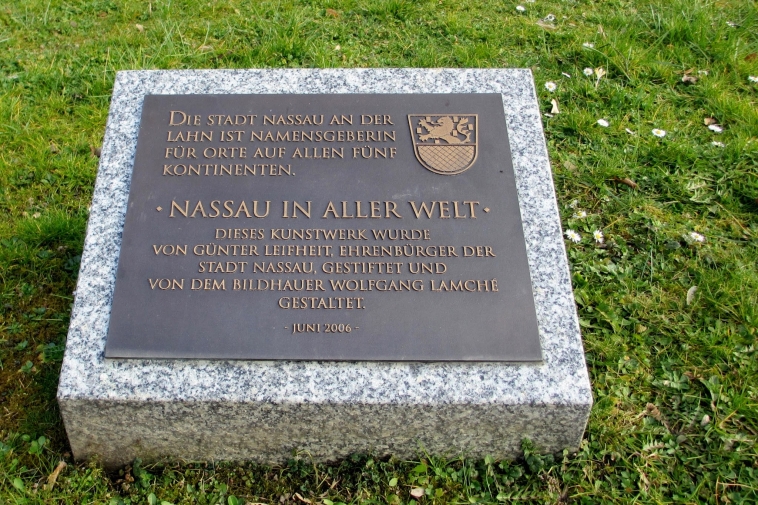 DIE STADT NASSAU AN DER
LAHN IST NAMENSGEBERIN
FÜR ORTE AUF ALLEN FÜNF
KONTINENTEN.
· NASSAU IN ALLER WELT ·
DIESES KUNSTWERK WURDE
VON GÜNTER LEIFHEIT, EHRENBÜRGER DER
STADT NASSAU, GESTIFTET UND
VON DEM BILDHAUER WOLFGANG LAMCHÉ
GESTALTET.
- JUNI 2006 -